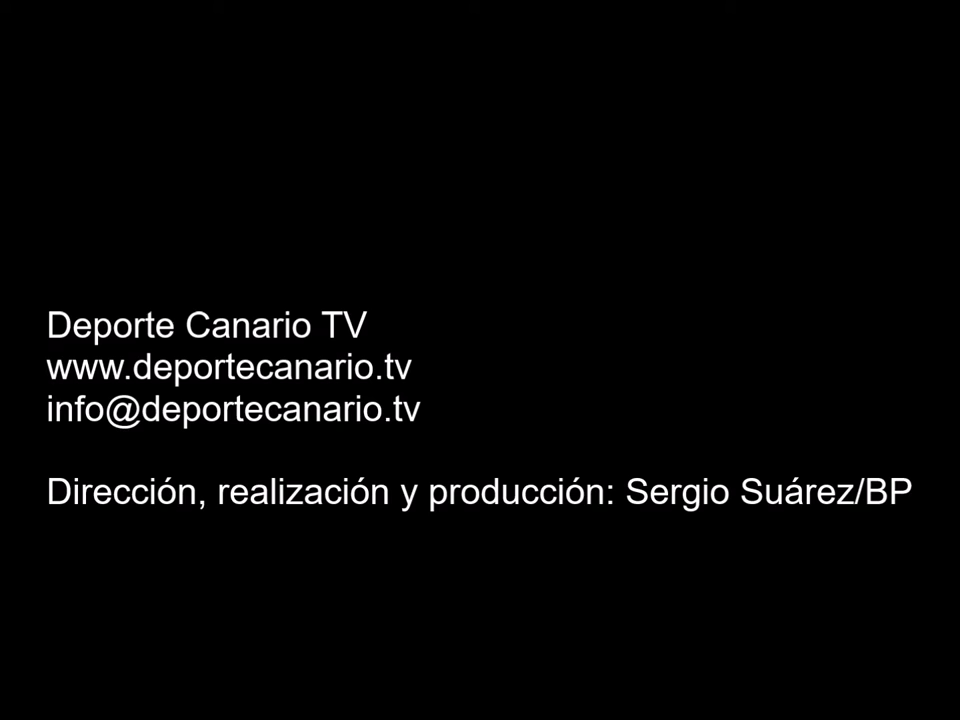 Deporte Canario TV
www.deportecanario.tv
info@deportecanario.tv
Dirección, realización y producción: Sergio Suárez/BP